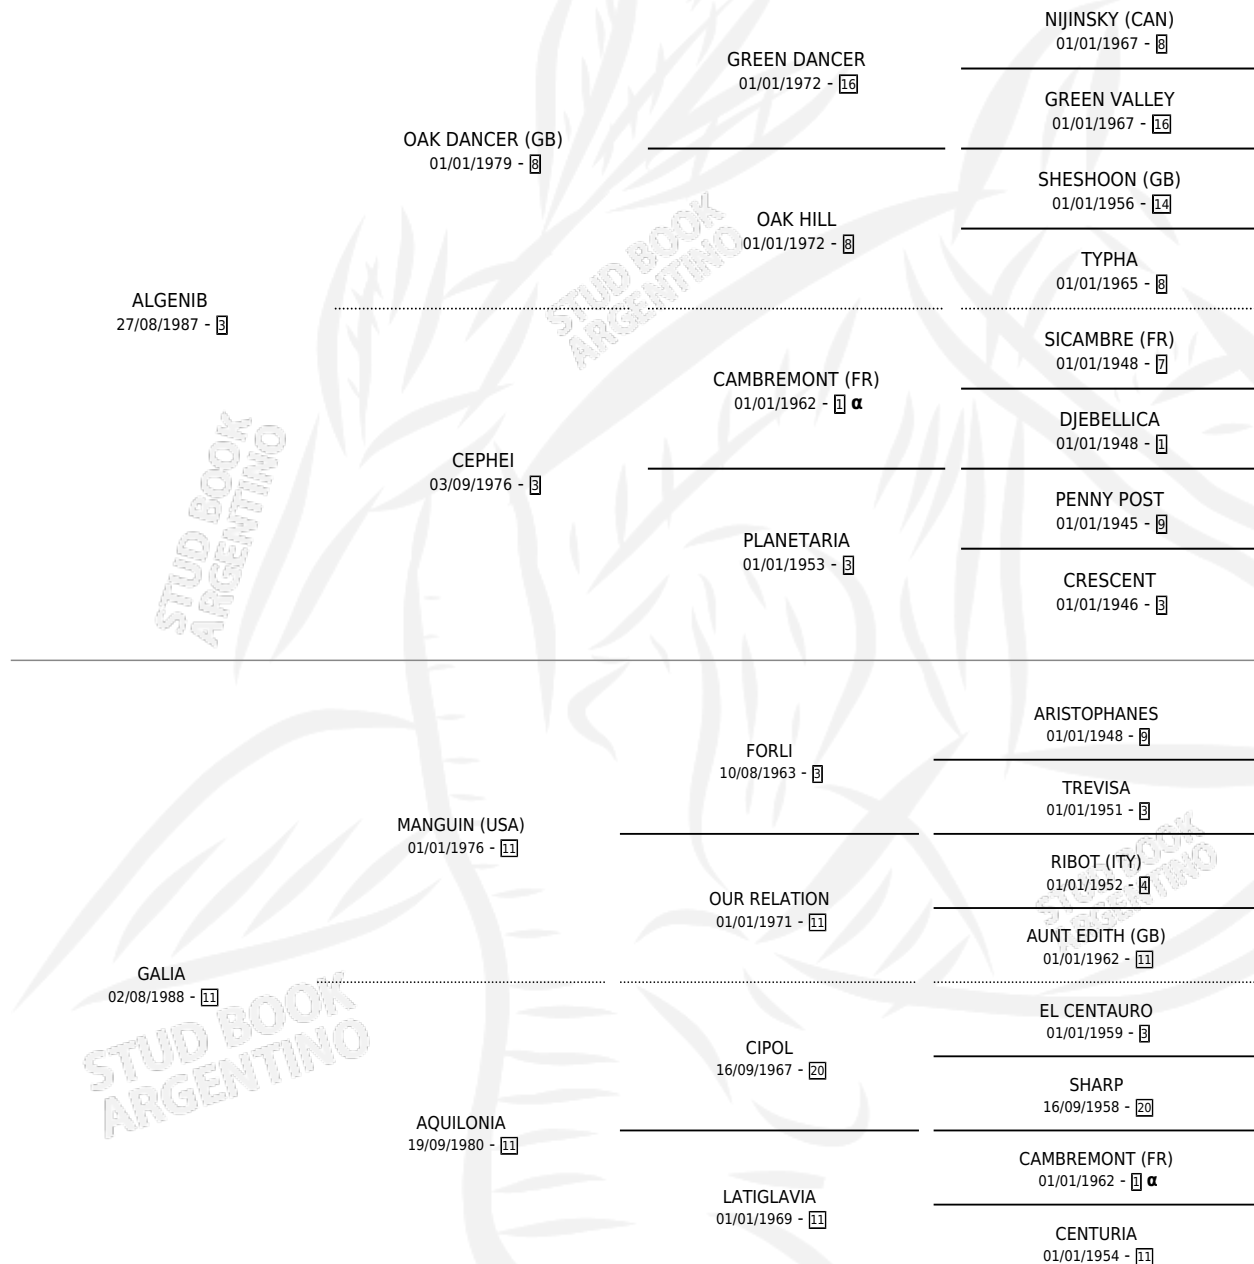 NIJINSKY (CAN)
01/01/1967 - 8
GREEN DANCER
01/01/1972 - 16
GREEN VALLEY
01/01/1967 - 16
OAK DANCER (GB)
01/01/1979 - 8
SHESHOON (GB)
01/01/1956 - 14
OAK HILL
01/01/1972 - 8
TYPHA
01/01/1965 - 8
ALGENIB
27/08/1987 - 3
SICAMBRE (FR)
01/01/1948 - 7
CAMBREMONT (FR)
01/01/1962 - 1 α
DJEBELLICA
01/01/1948 - 1
CEPHEI
03/09/1976 - 3
PENNY POST
01/01/1945 - 9
PLANETARIA
01/01/1953 - 3
CRESCENT
01/01/1946 - 3
STUD BOOK
ARGENTINO
STUD BOOK
ARGENTINO
ARISTOPHANES
01/01/1948 - 9
FORLI
10/08/1963 - 3
TREVISA
01/01/1951 - 3
MANGUIN (USA)
01/01/1976 - 11
RIBOT (ITY)
01/01/1952 - 4
OUR RELATION
01/01/1971 - 11
AUNT EDITH (GB)
01/01/1962 - 11
GALIA
02/08/1988 - 11
EL CENTAURO
01/01/1959 - 3
CIPOL
16/09/1967 - 20
SHARP
16/09/1958 - 20
AQUILONIA
19/09/1980 - 11
CAMBREMONT (FR)
01/01/1962 - 1 α
LATIGLAVIA
01/01/1969 - 11
CENTURIA
01/01/1954 - 11
STUD BOOK
ARGENTINO
STUD BOOK
ARGENTINO